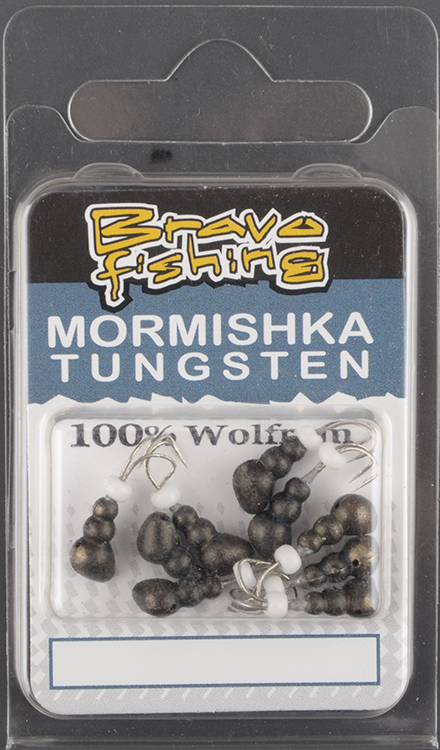 Bravo
fishing
MORMISHKA
TUNGSTEN
100% Wolfram